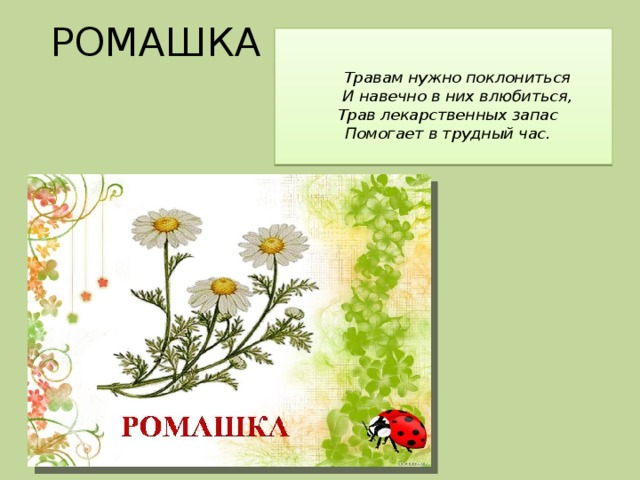 РОМАШКА
Травам нужно поклониться
И навечно в них влюбиться,
Трав лекарственных запас
Помогает в трудный час.
РОМАШКА